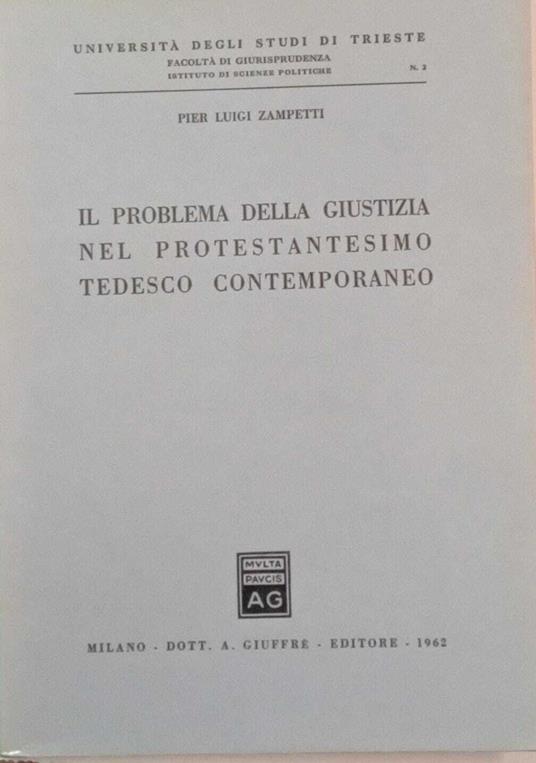 UNIVERSITÀ DEGLI STUDI DI TRIESTE
FACOLTÀ DI GIURISPRUDENZA
ISTITUTO DI SCIENZE POLITICHE
N. 2
PIER LUIGI ZAMPETTI
IL PROBLEMA DELLA GIUSTIZIA
NEL PROTESTANTESIMO
TEDESCO CONTEMPORANEO
MVLTA
PAVCIS
AG
MILANO - DOTT. A. GIUFFRÈ - EDITORE - 1962